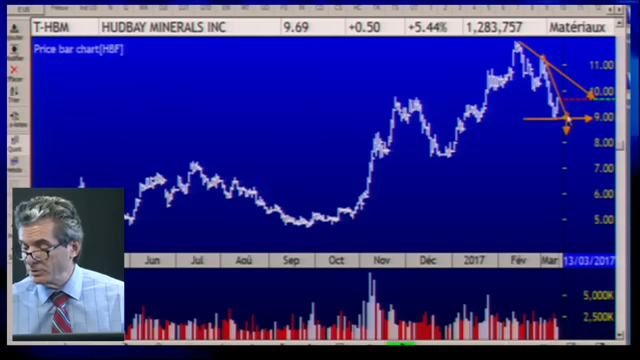 T-HBM HUDBAY MINERALS INC 9.69 +0.50 +5.44% 1,283,757 Matériaux
Price bar chart[HBF]
11.00
10.00
9.00
8.00
7.00
6.00
5.00
Jun Jul Aoû Sep Oct Nov Déc 2017 Fév Mar 13/03/2017
5,000K
2,500K